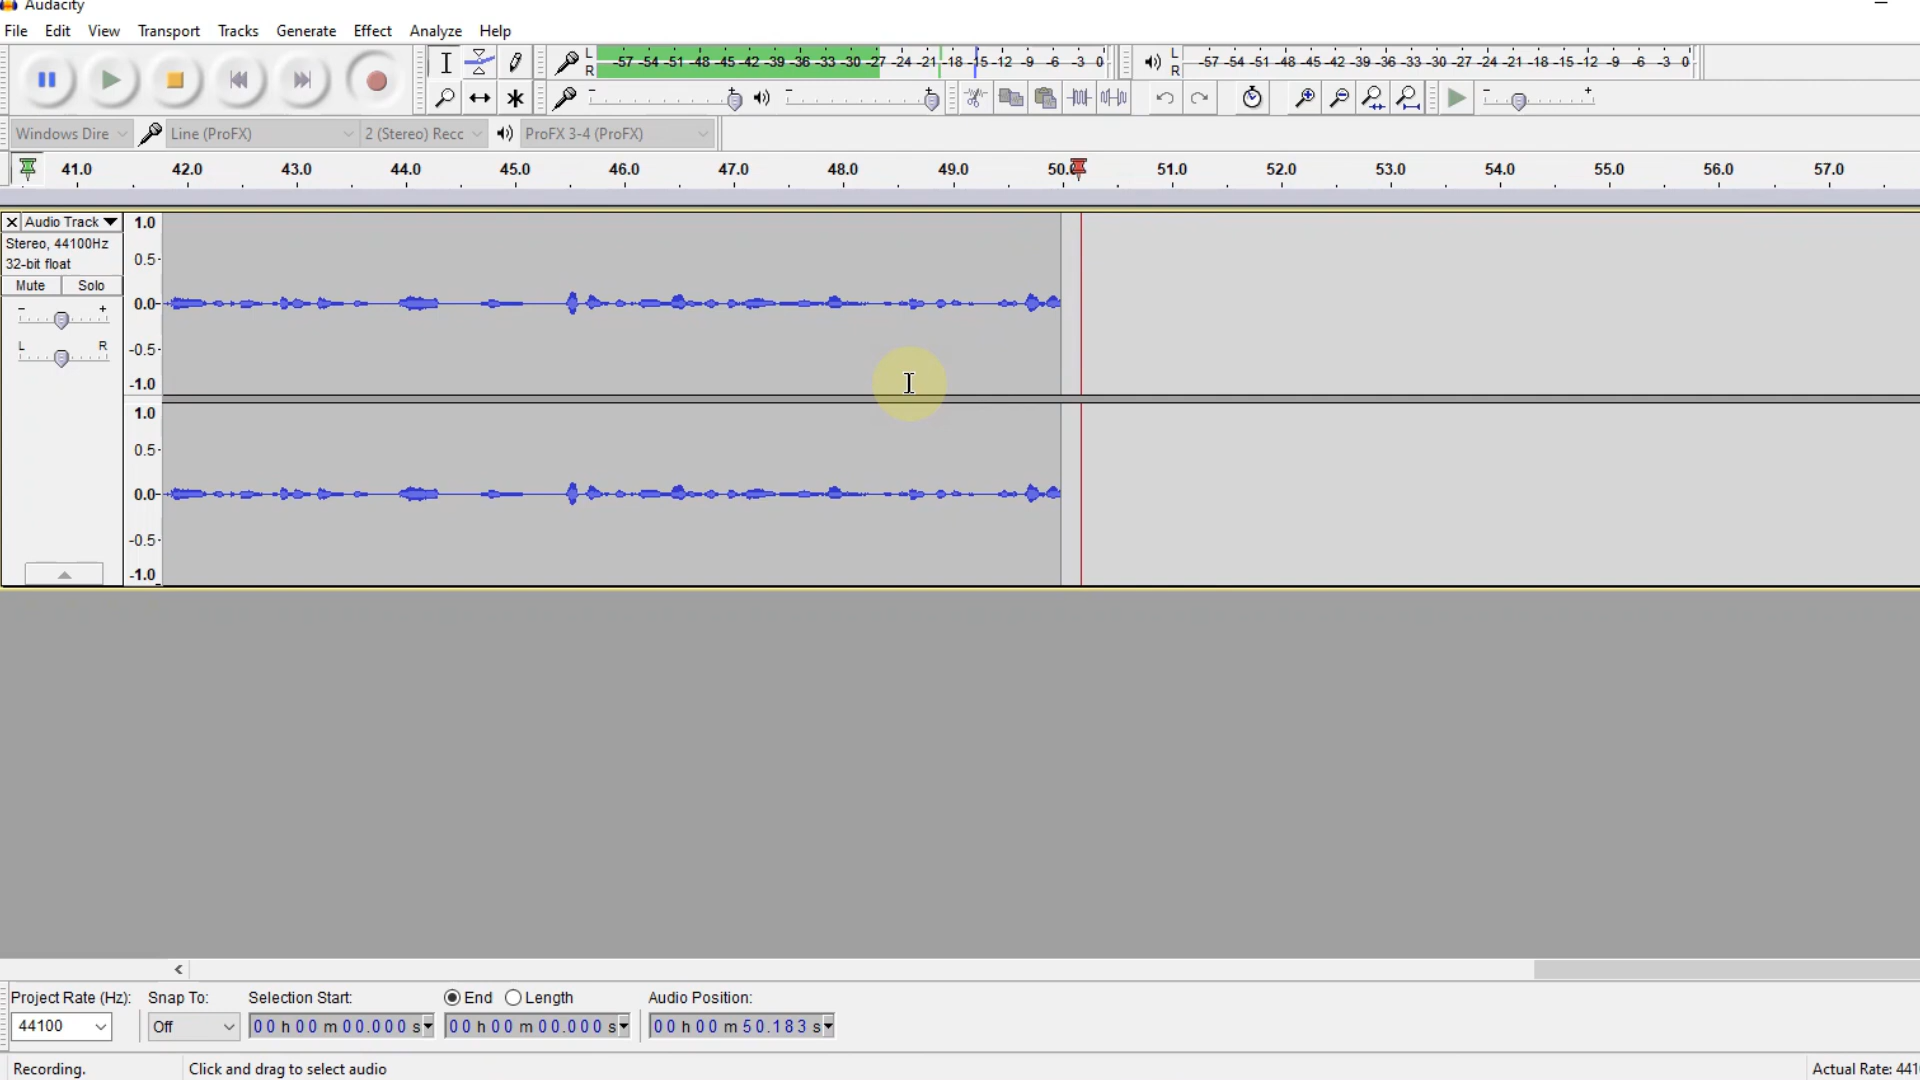 Audacity
File Edit View Transport Tracks Generate Effect Analyze Help
L
R
-57 -54 -51 -48 -45 -42 -39 -36 -33 -30 -27 -24 -21 -18 -15 -12 -9 -6 -3 0
L
R
-57 -54 -51 -48 -45 -42 -39 -36 -33 -30 -27 -24 -21 -18 -15 -12 -9 -6 -3 0
- + - + - +
Windows Dire Line (ProFX) 2 (Stereo) Recc ProFX 3-4 (ProFX)
41.0 42.0 43.0 44.0 45.0 46.0 47.0 48.0 49.0 50.0 51.0 52.0 53.0 54.0 55.0 56.0 57.0
Audio Track 1.0
Stereo, 44100Hz
32-bit float
0.5-
Mute Solo
- +
0.0-
L R
-0.5-
-1.0
1.0
0.5-
0.0-
-0.5-
-1.0
Project Rate (Hz): Snap To: Selection Start: End Length Audio Position:
44100 Off 00 h 00 m 00.000 s 00 h 00 m 00.000 s 00 h 00 m 50.183 s
Recording. Click and drag to select audio Actual Rate: 441